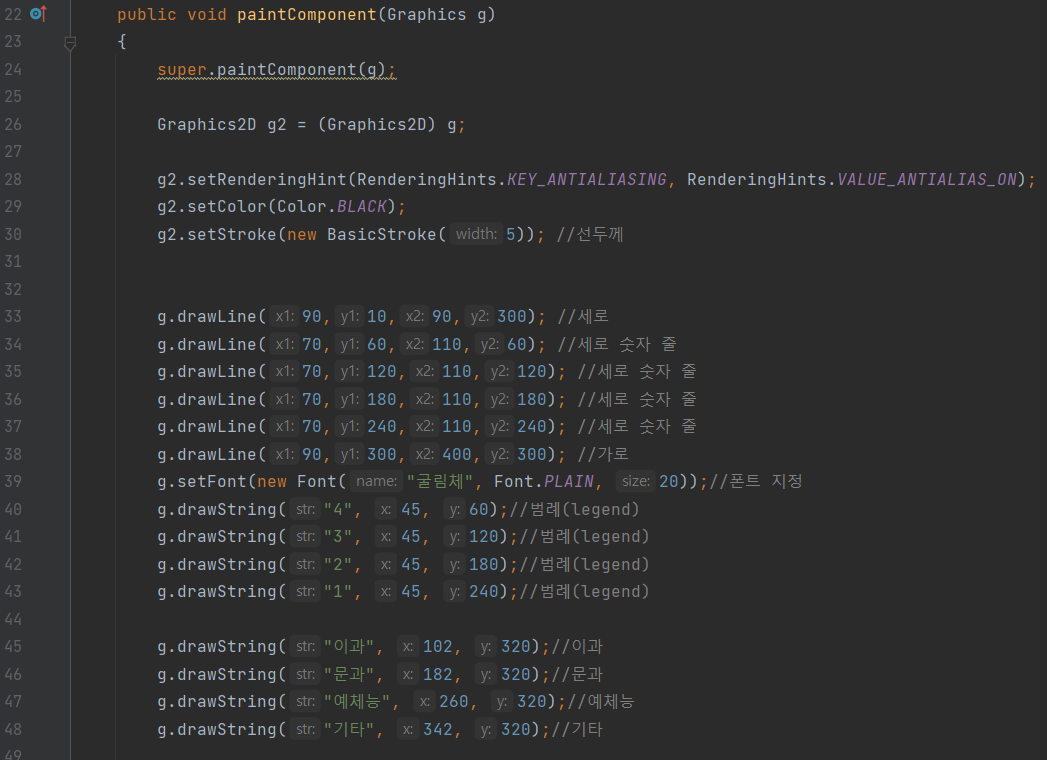 22 public void paintComponent(Graphics g)
23 {
24 super.paintComponent(g);
25
26 Graphics2D g2 = (Graphics2D) g;
27
28 g2.setRenderingHint(RenderingHints.KEY_ANTIALIASING, RenderingHints.VALUE_ANTIALIAS_ON);
29 g2.setColor(Color.BLACK);
30 g2.setStroke(new BasicStroke( width: 5)); //선두께
31
32
33 g.drawLine( x1: 90, y1: 10, x2: 90, y2: 300); //세로
34 g.drawLine( x1: 70, y1: 60, x2: 110, y2: 60); //세로 숫자 줄
35 g.drawLine( x1: 70, y1: 120, x2: 110, y2: 120); //세로 숫자 줄
36 g.drawLine( x1: 70, y1: 180, x2: 110, y2: 180); //세로 숫자 줄
37 g.drawLine( x1: 70, y1: 240, x2: 110, y2: 240); //세로 숫자 줄
38 g.drawLine( x1: 90, y1: 300, x2: 400, y2: 300); //가로
39 g.setFont(new Font( name: "굴림체", Font.PLAIN, size: 20));//폰트 지정
40 g.drawString( str: "4", x: 45, y: 60);//범례(legend)
41 g.drawString( str: "3", x: 45, y: 120);//범례(legend)
42 g.drawString( str: "2", x: 45, y: 180);//범례(legend)
43 g.drawString( str: "1", x: 45, y: 240);//범례(legend)
44
45 g.drawString( str: "이과", x: 102, y: 320);//이과
46 g.drawString( str: "문과", x: 182, y: 320);//문과
47 g.drawString( str: "예체능", x: 260, y: 320);//예체능
48 g.drawString( str: "기타", x: 342, y: 320);//기타
49